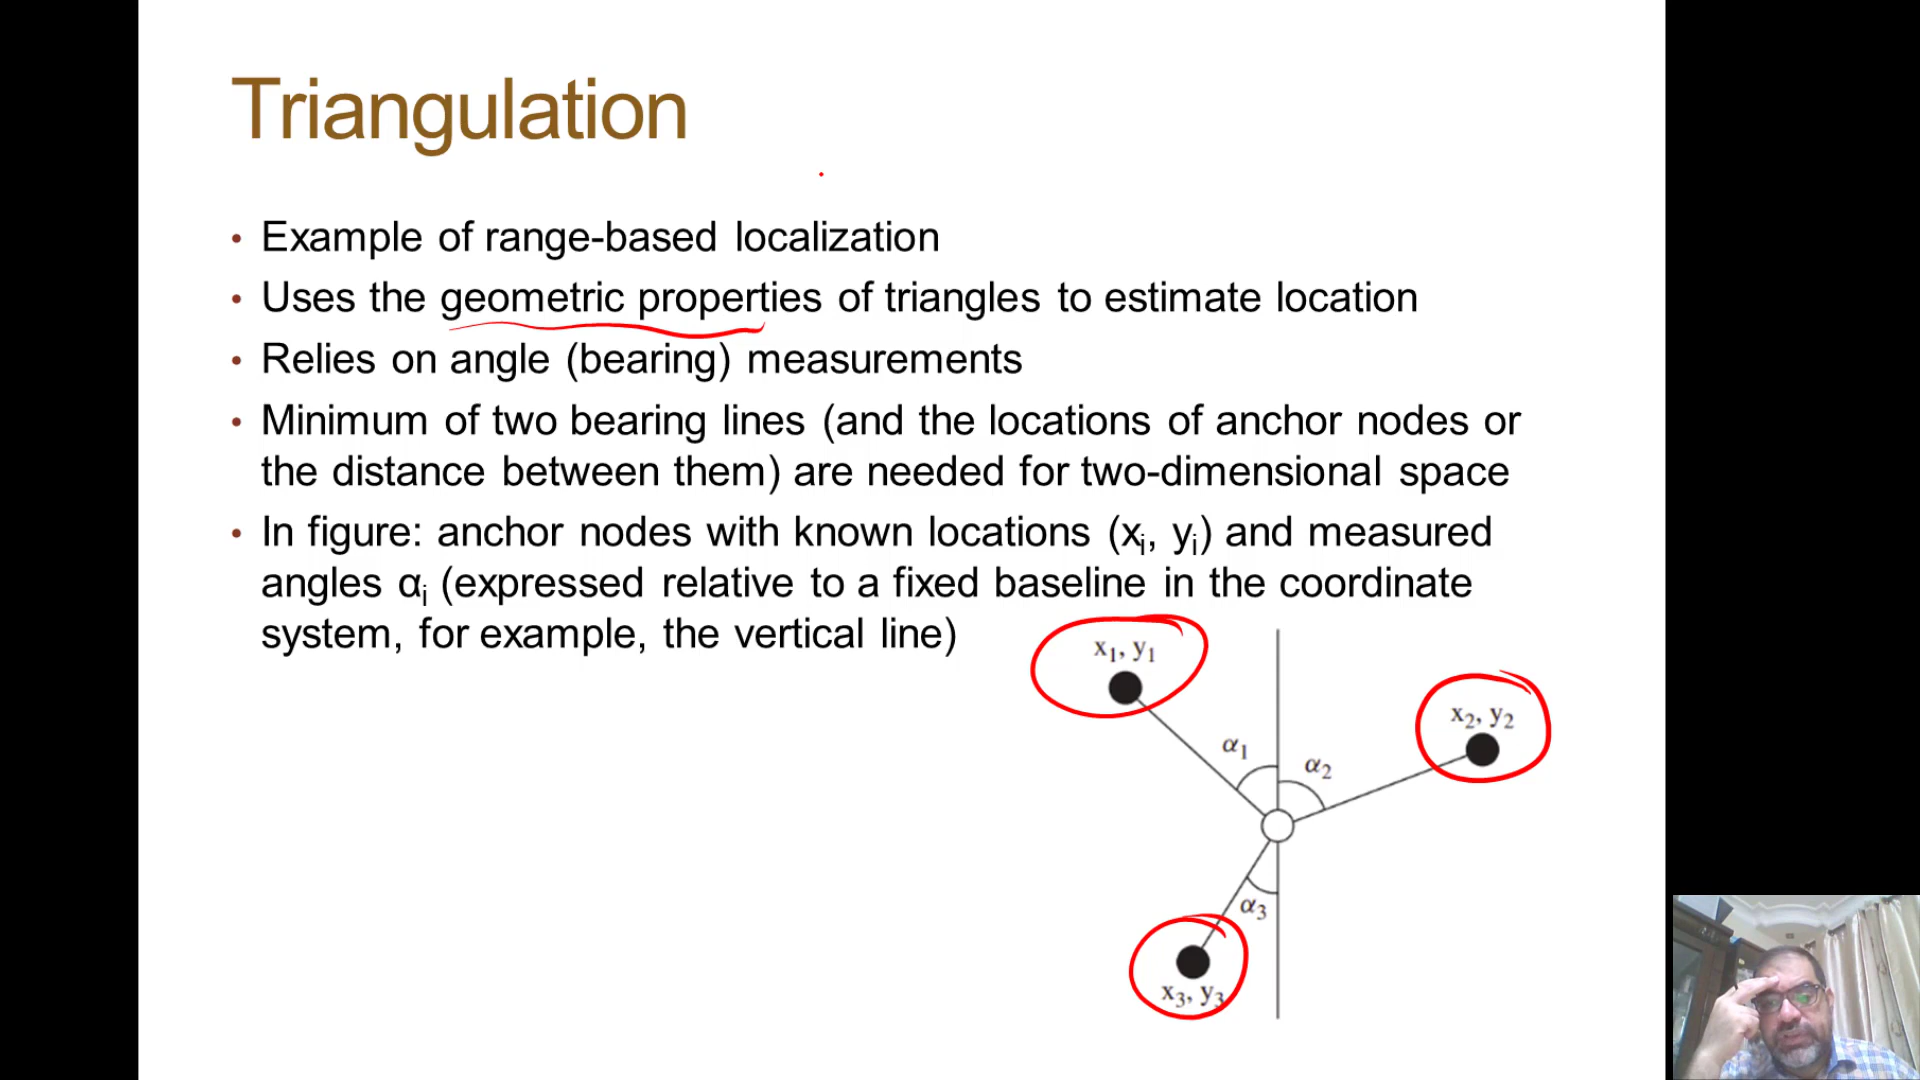 Triangulation
• Example of range-based localization
• Uses the geometric properties of triangles to estimate location
• Relies on angle (bearing) measurements
• Minimum of two bearing lines (and the locations of anchor nodes or
the distance between them) are needed for two-dimensional space
• In figure: anchor nodes with known locations (xᵢ, yᵢ) and measured
angles αᵢ (expressed relative to a fixed baseline in the coordinate
system, for example, the vertical line)
x₁, y₁
x₂, y₂
α₁
α₂
α₃
x₃, y₃